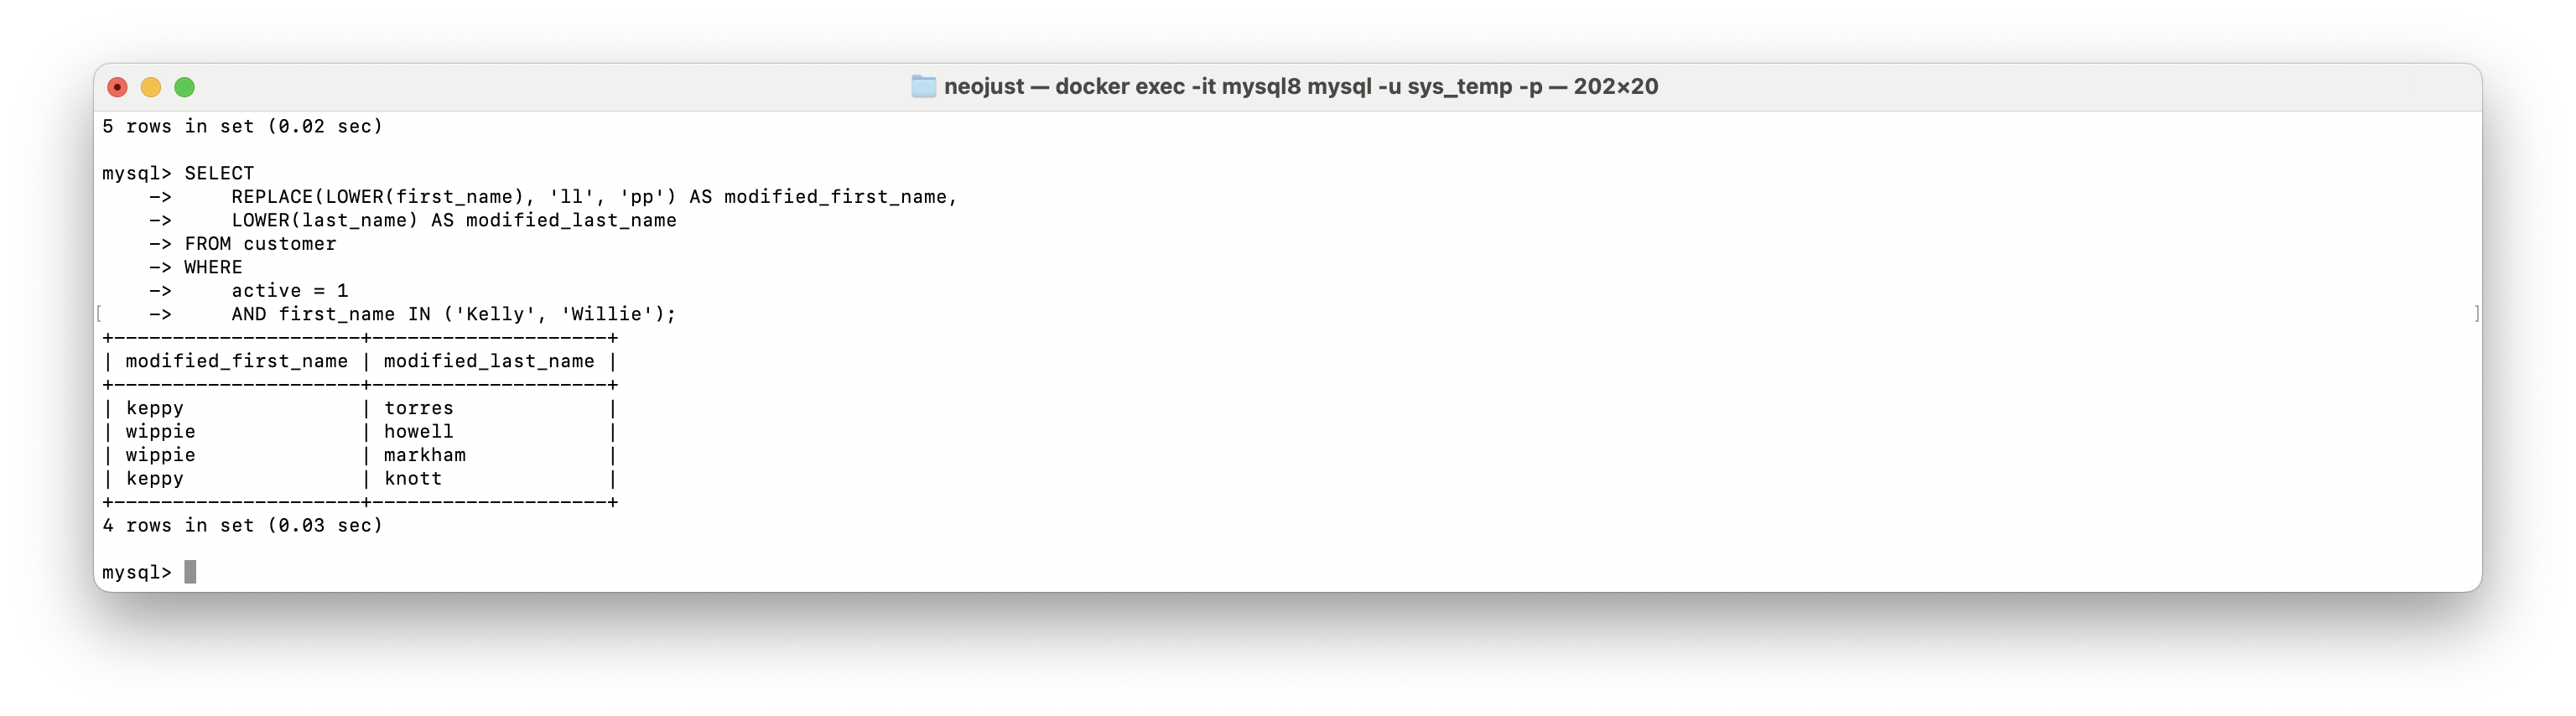 neojust — docker exec -it mysql8 mysql -u sys_temp -p — 202×20
5 rows in set (0.02 sec)
mysql> SELECT
    ->     REPLACE(LOWER(first_name), 'll', 'pp') AS modified_first_name,
    ->     LOWER(last_name) AS modified_last_name
    -> FROM customer
    -> WHERE
    ->     active = 1
[    ->     AND first_name IN ('Kelly', 'Willie'); ]
+---------------------+--------------------+
| modified_first_name | modified_last_name |
+---------------------+--------------------+
| keppy               | torres             |
| wippie              | howell             |
| wippie              | markham            |
| keppy               | knott              |
+---------------------+--------------------+
4 rows in set (0.03 sec)
mysql>